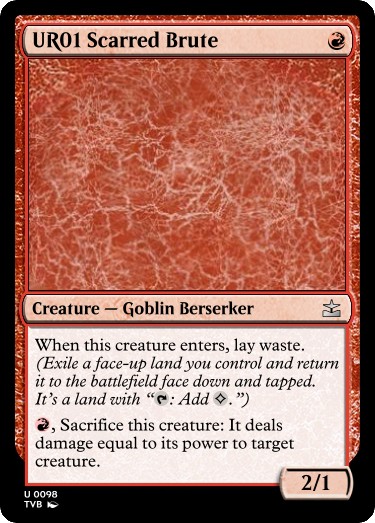 UR01 Scarred Brute
Creature — Goblin Berserker
When this creature enters, lay waste.
(Exile a face-up land you control and return
it to the battlefield face down and tapped.
It's a land with “: Add .”)
, Sacrifice this creature: It deals
damage equal to its power to target
creature.
2/1
U 0098
TVB